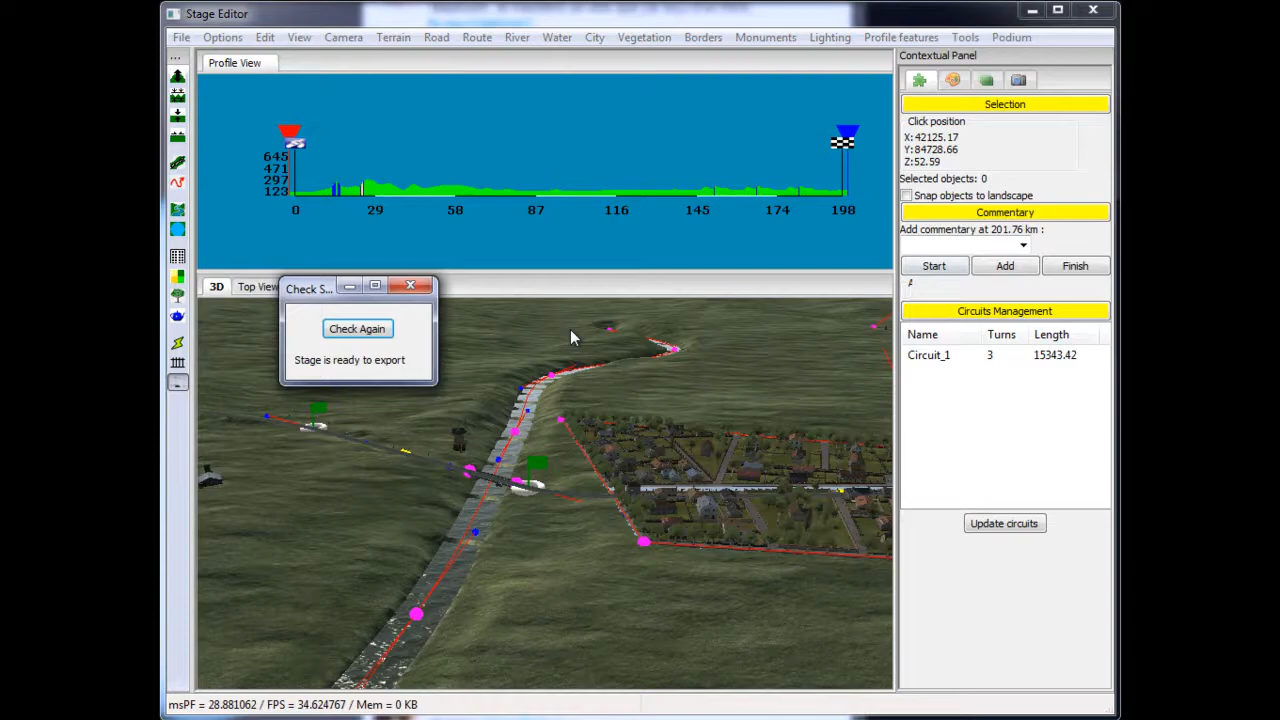 Stage Editor
File Options Edit View Camera Terrain Road Route River Water City Vegetation Borders Monuments Lighting Profile features Tools Podium
Profile View
645
471
297
123
0 29 58 87 116 145 174 198
3D Top View
Check S...
Check Again
Stage is ready to export
Contextual Panel
Selection
Click position
X:42125.17
Y:84728.66
Z:52.59
Selected objects: 0
Snap objects to landscape
Commentary
Add commentary at 201.76 km :
Start Add Finish
Circuits Management
Name Turns Length
Circuit_1 3 15343.42
Update circuits
msPF = 28.881062 / FPS = 34.624767 / Mem = 0 KB